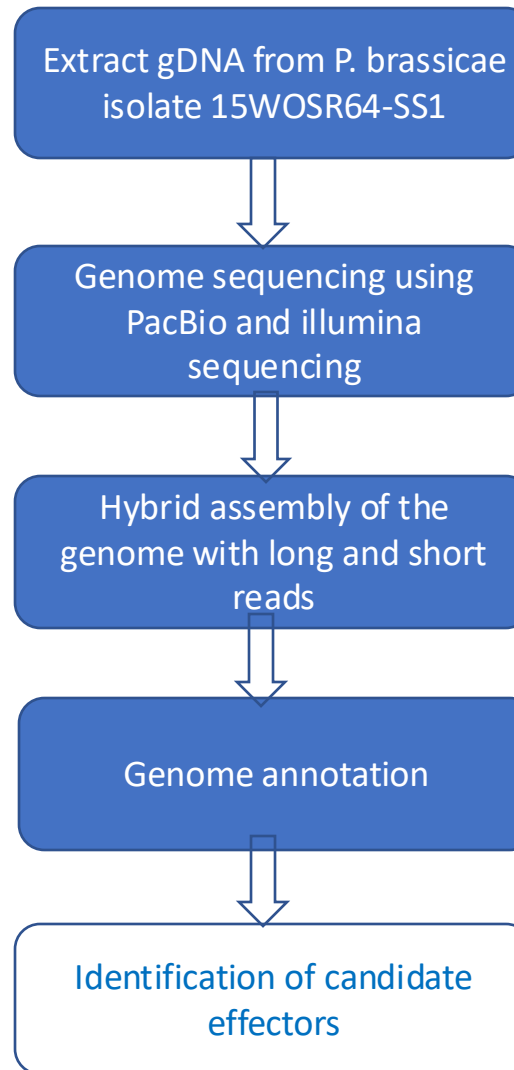 Extract gDNA from P. brassicae
isolate 15WOSR64-SS1
Genome sequencing using
PacBio and illumina
sequencing
Hybrid assembly of the
genome with long and short
reads
Genome annotation
Identification of candidate
effectors